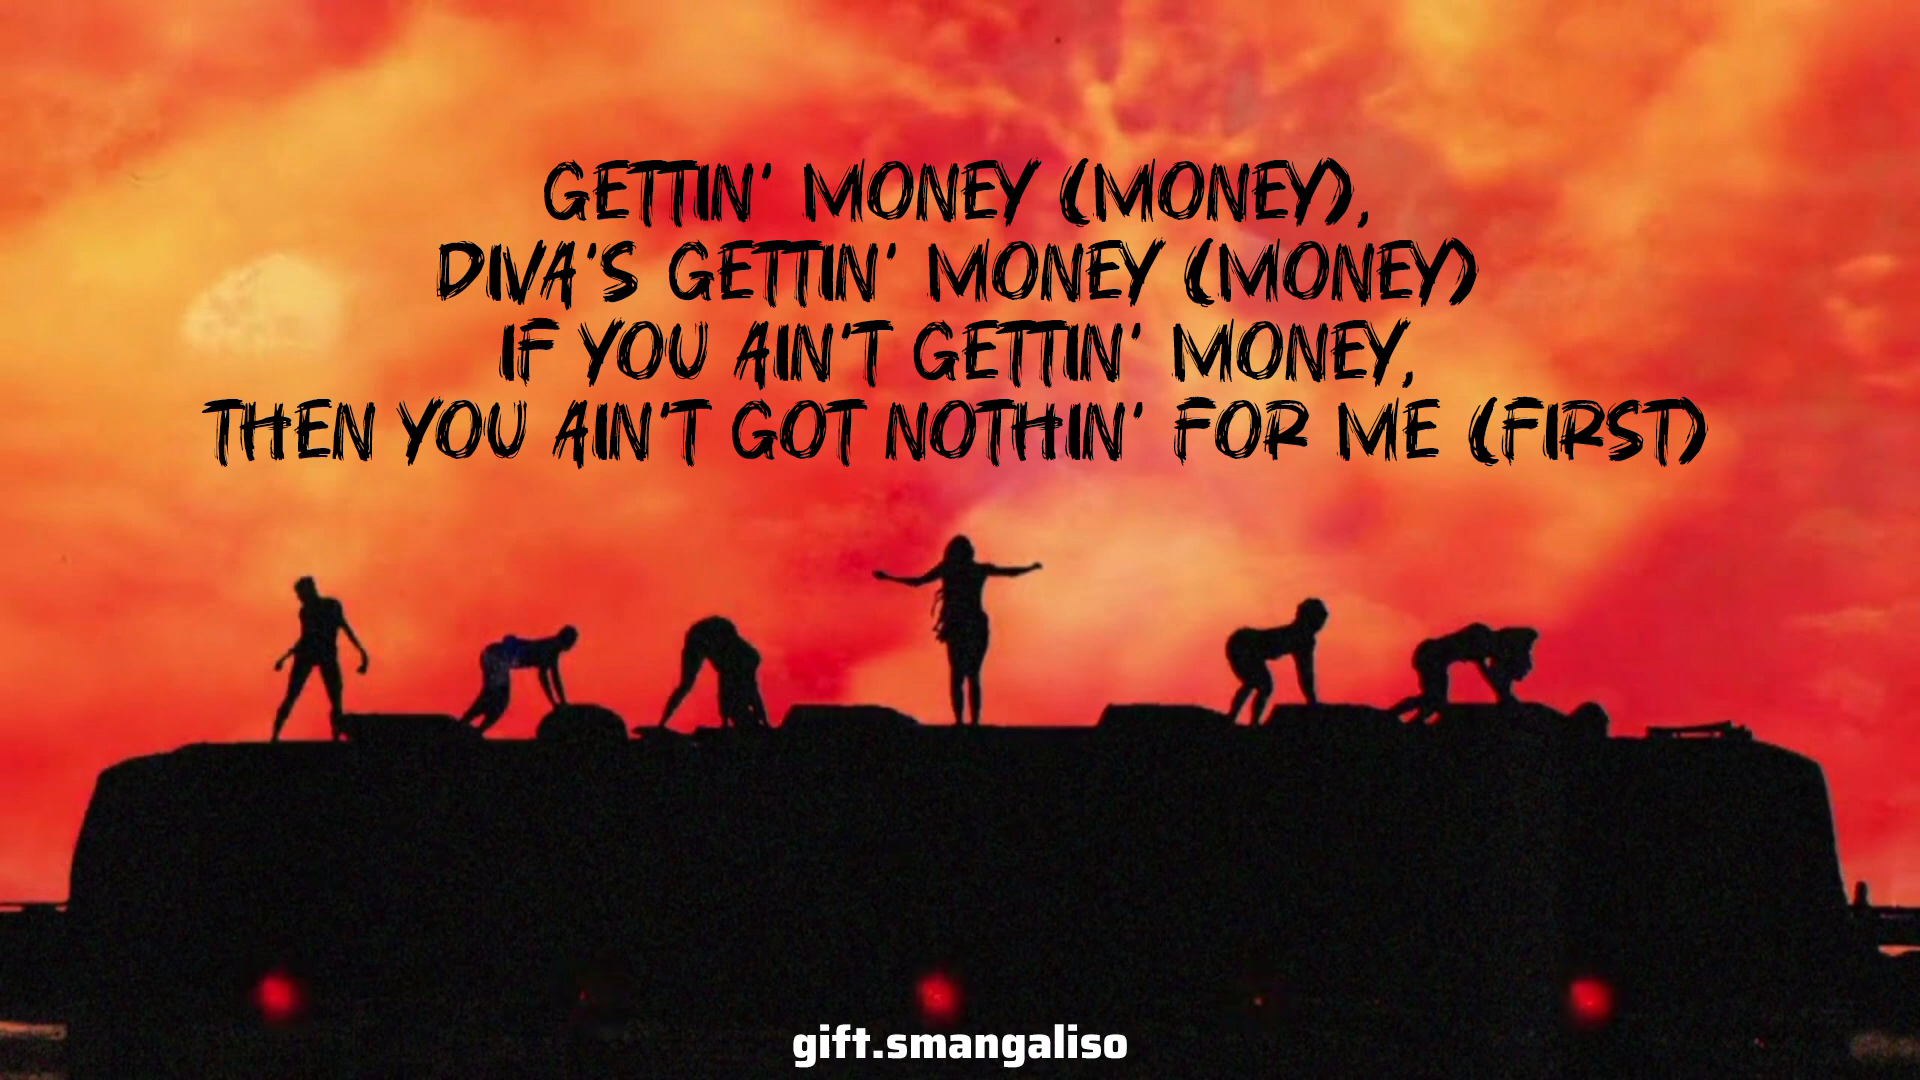 GETTIN' MONEY (MONEY),
DIVA'S GETTIN' MONEY (MONEY)
IF YOU AIN'T GETTIN' MONEY,
THEN YOU AIN'T GOT NOTHIN' FOR ME (FIRST)
gift.smangaliso